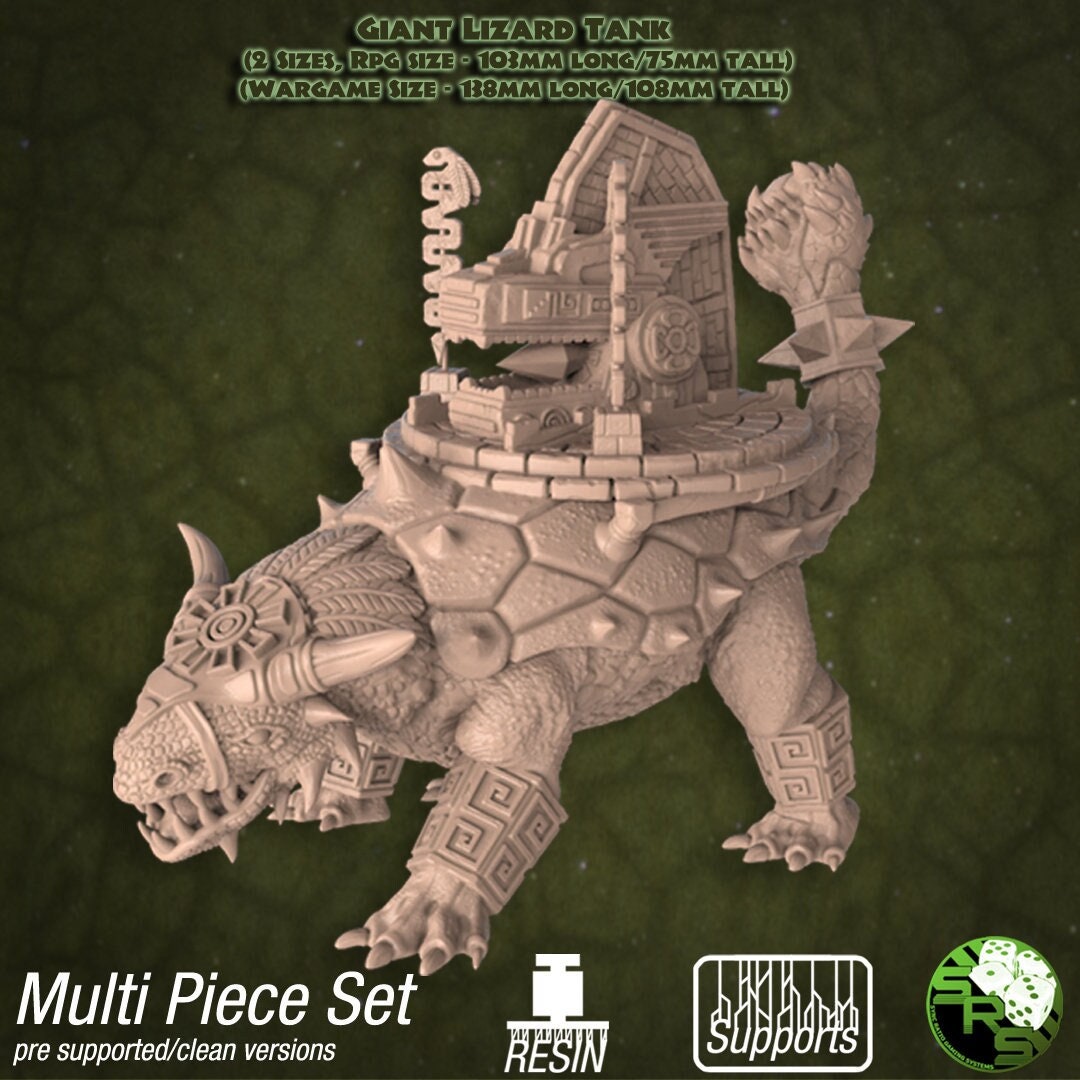 Giant Lizard Tank
(2 Sizes, Rpg size - 103mm long/75mm tall)
(Wargame Size - 138mm long/108mm tall)
Multi Piece Set
pre supported/clean versions
RESIN
Supports
SRS